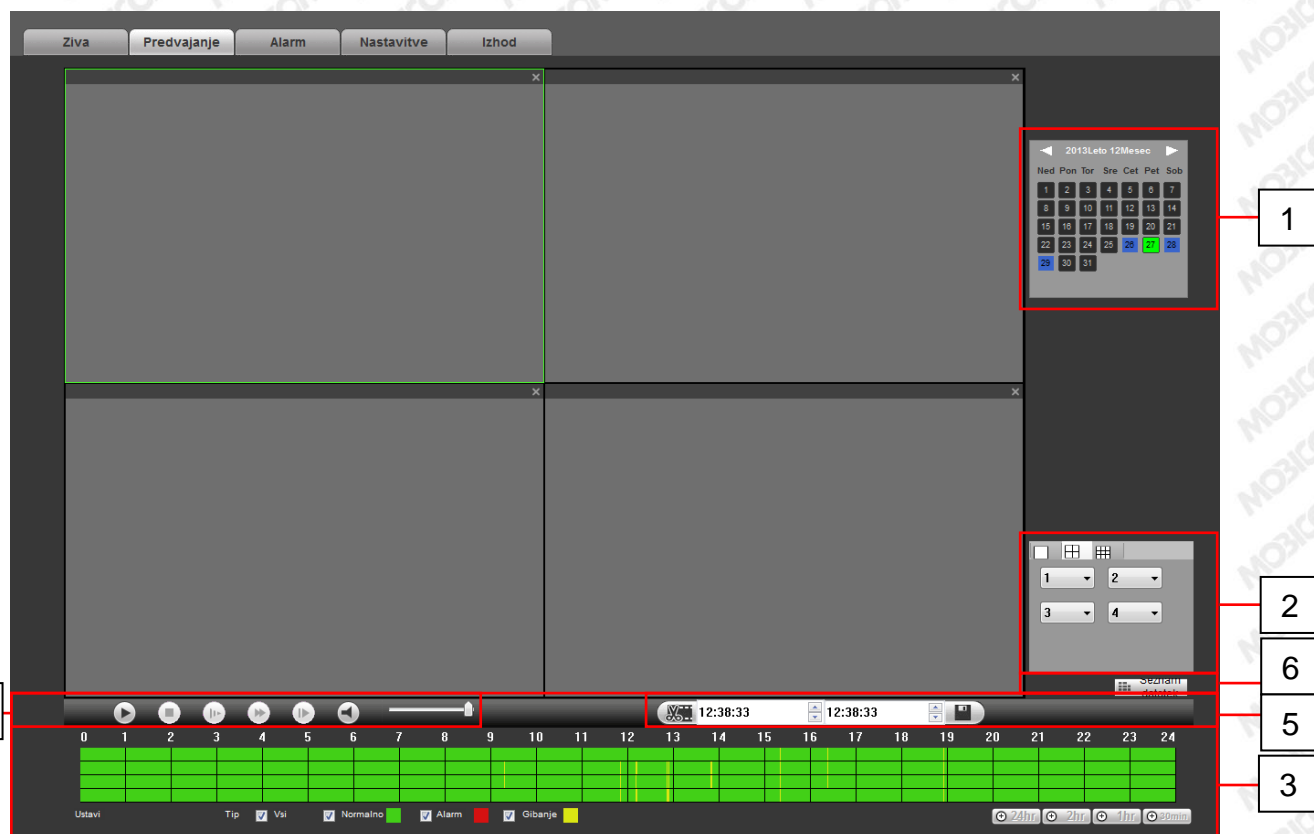 Ziva Predvajanje Alarm Nastavitve Izhod
2013Leto 12Mesec
Ned Pon Tor Sre Cet Pet Sob
1 2 3 4 5 6 7
8 9 10 11 12 13 14
15 16 17 18 19 20 21
22 23 24 25 26 27 28
29 30 31
1
1 2
3 4
2
6
Seznam
datotek
12:38:33 12:38:33
5
0 1 2 3 4 5 6 7 8 9 10 11 12 13 14 15 16 17 18 19 20 21 22 23 24
3
Ustavi Tip Vsi Normalno Alarm Gibanje 24hr 2hr 1hr 30min